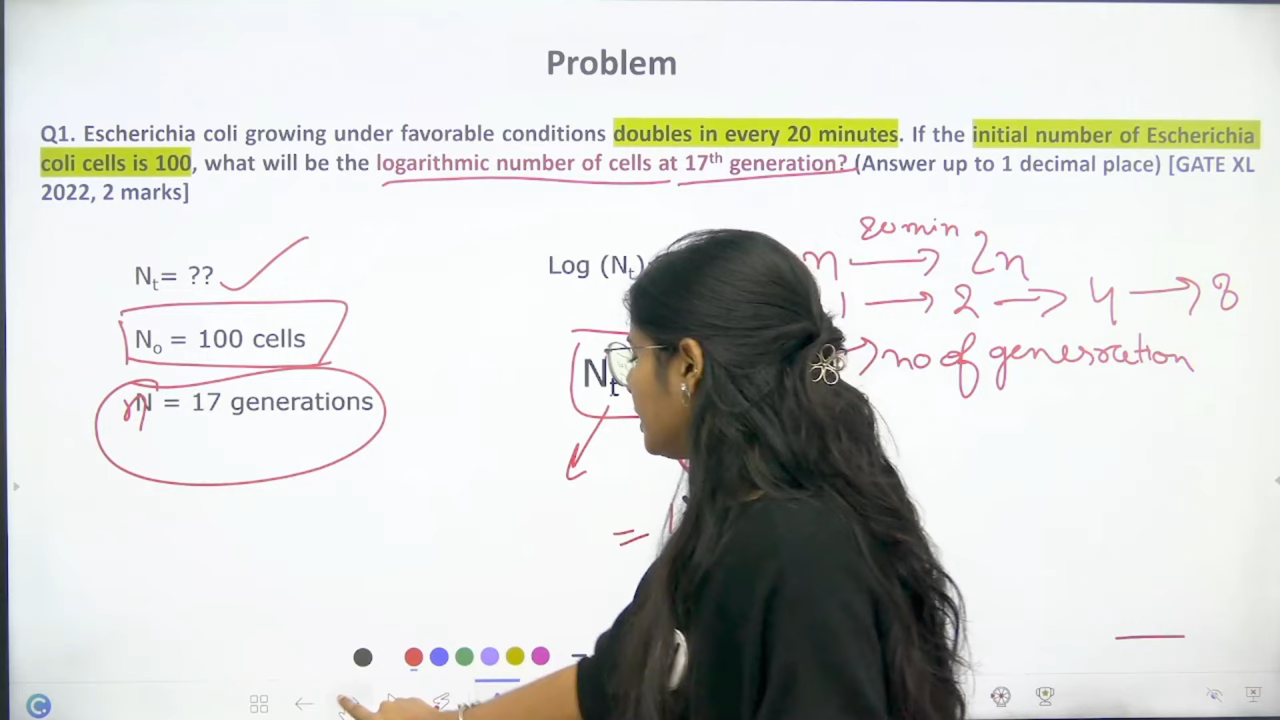 Problem
Q1. Escherichia coli growing under favorable conditions doubles in every 20 minutes. If the initial number of Escherichia
coli cells is 100, what will be the logarithmic number of cells at 17th generation? (Answer up to 1 decimal place) [GATE XL
2022, 2 marks]
Nt= ??
No = 100 cells
N = 17 generations
n
Log (Nt)
Nt
=
n → 2n
20min
1 → 2 → 4 → 8
→ no of generation